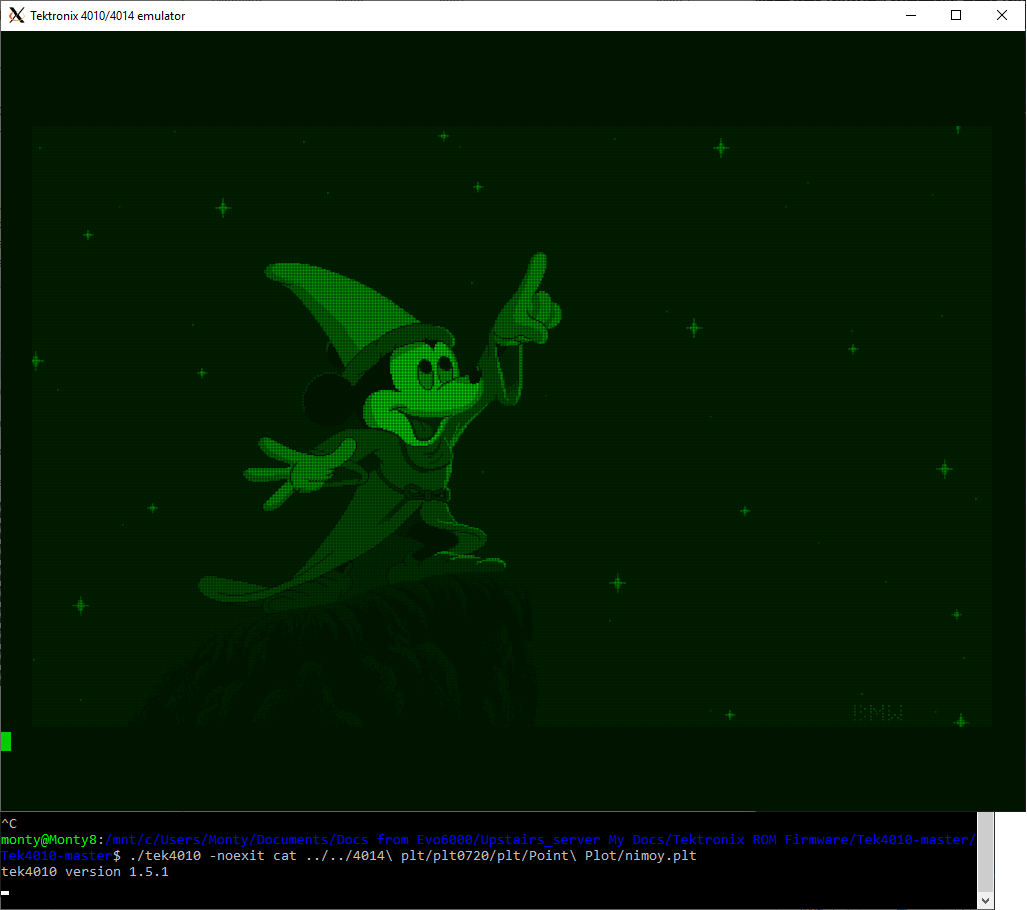 Tektronix 4010/4014 emulator
^C
monty@Monty8:/mnt/c/Users/Monty/Documents/Docs from Evo6000/Upstairs_server My Docs/Tektronix ROM Firmware/Tek4010-master/
Tek4010-master$ ./tek4010 -noexit cat ../../4014\ plt/plt0720/plt/Point\ Plot/nimoy.plt
tek4010 version 1.5.1